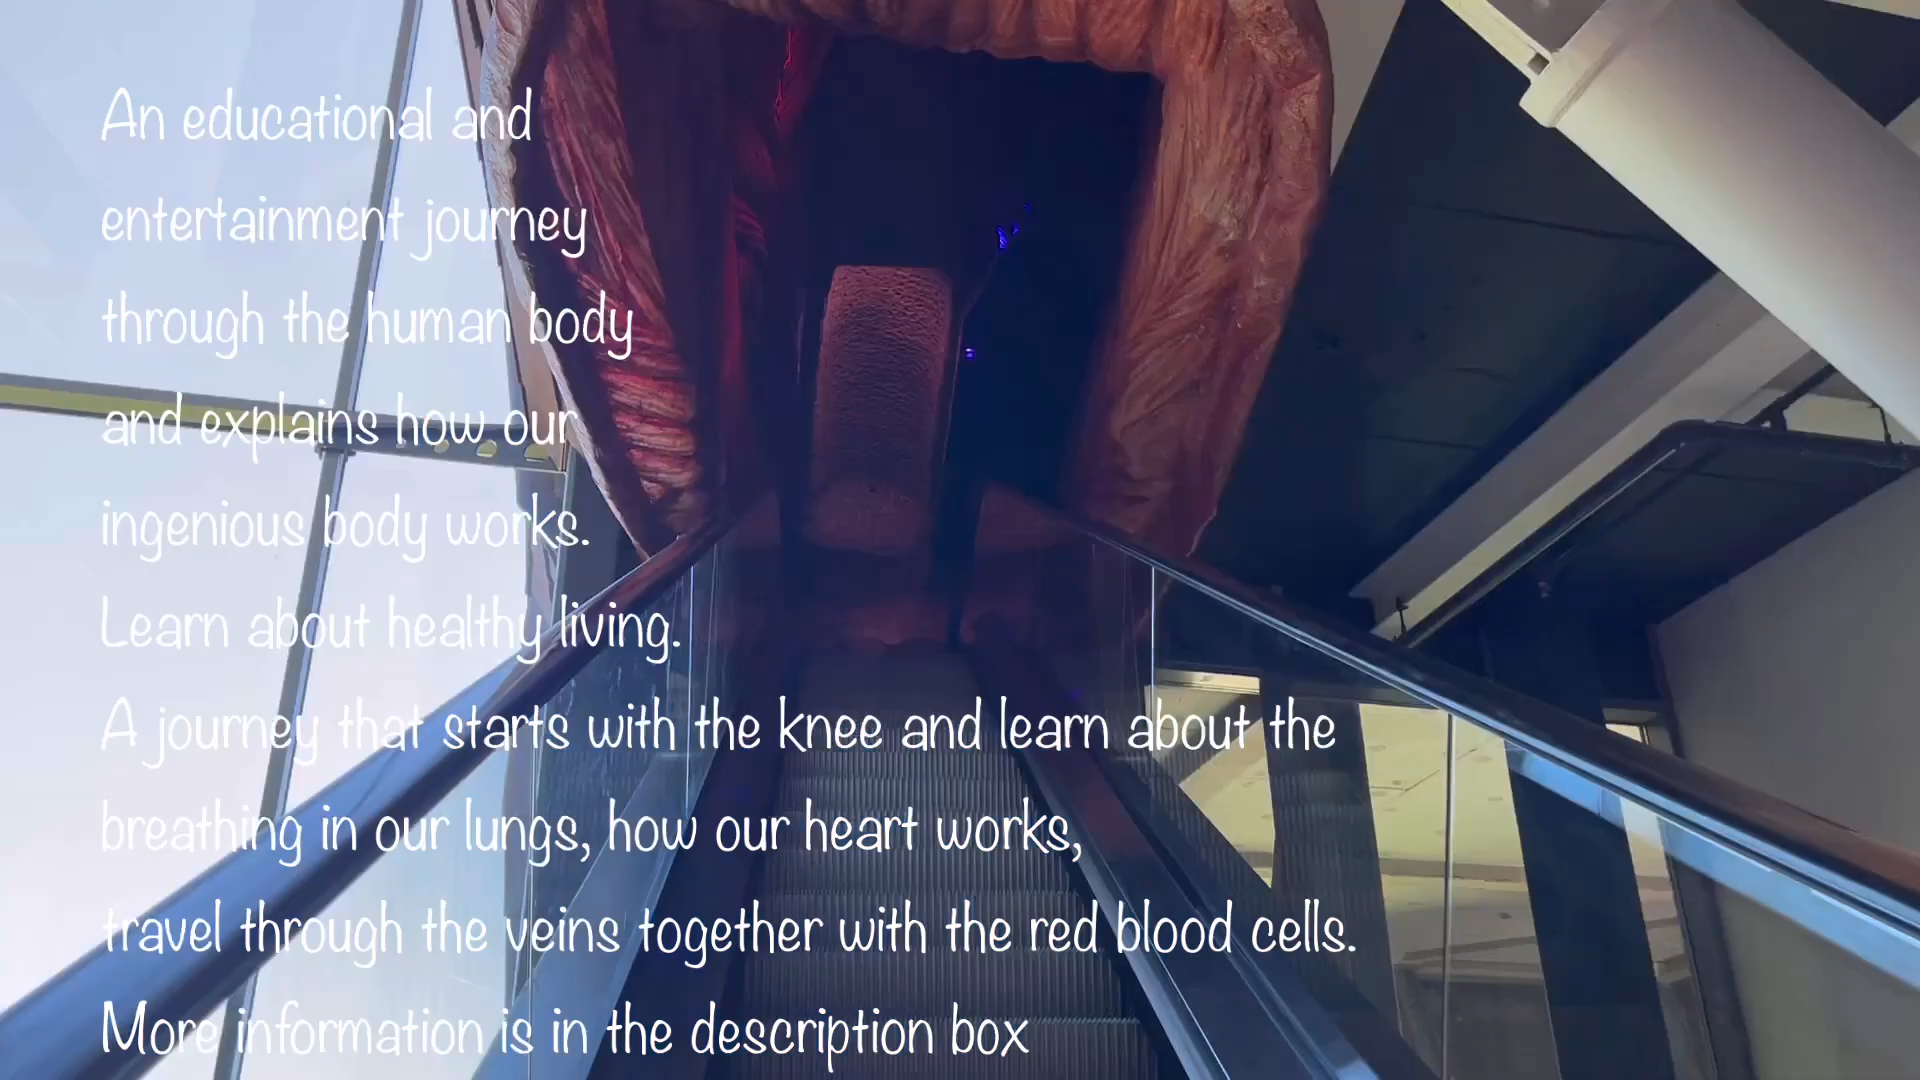 An educational and
entertainment journey
through the human body
and explains how our
ingenious body works.
Learn about healthy living.
A journey that starts with the knee and learn about the
breathing in our lungs, how our heart works,
travel through the veins together with the red blood cells.
More information is in the description box